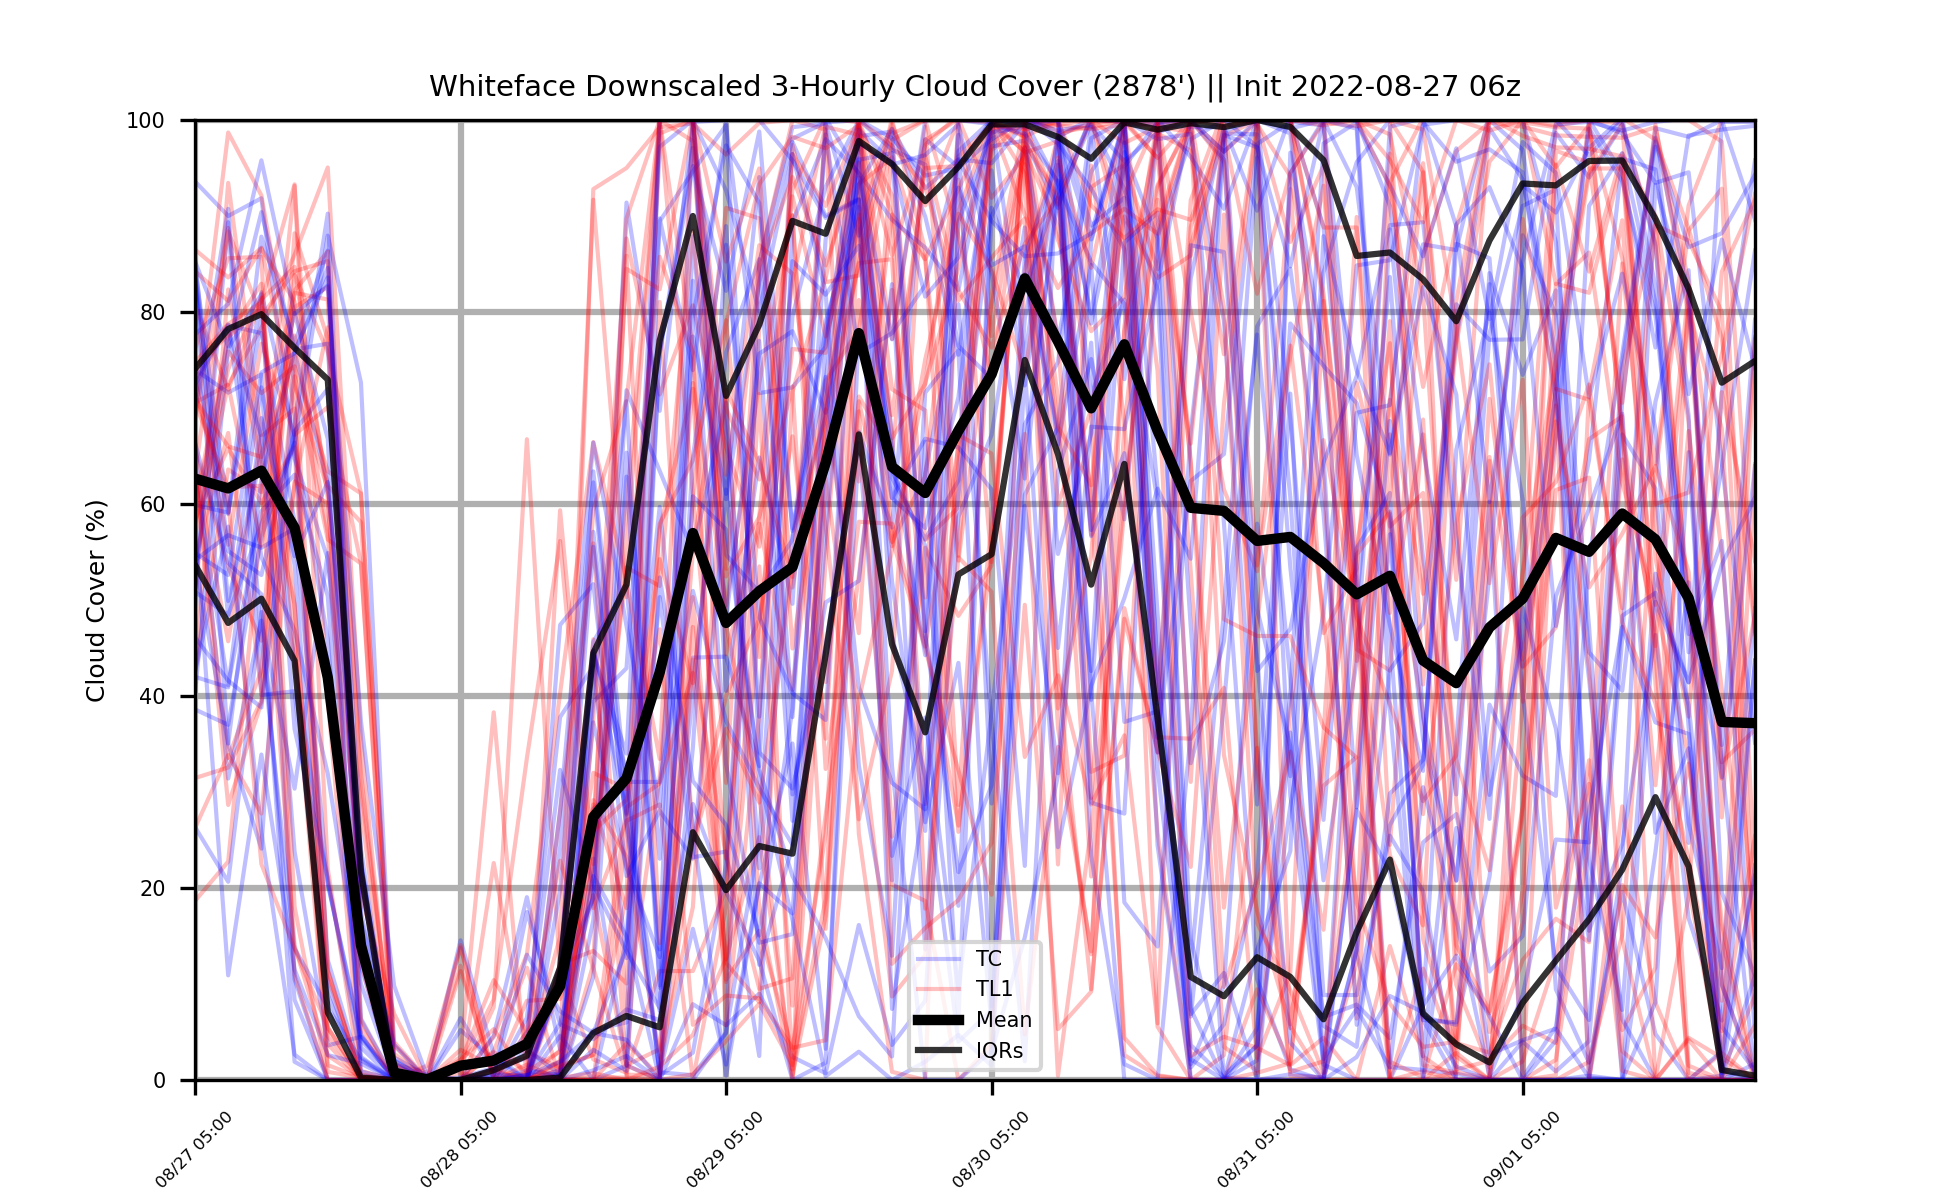 Whiteface Downscaled 3-Hourly Cloud Cover (2878') || Init 2022-08-27 06z
Cloud Cover (%)
100
80
60
40
20
0
TC
TL1
Mean
IQRs
08/27 05:00
08/28 05:00
08/29 05:00
08/30 05:00
08/31 05:00
09/01 05:00